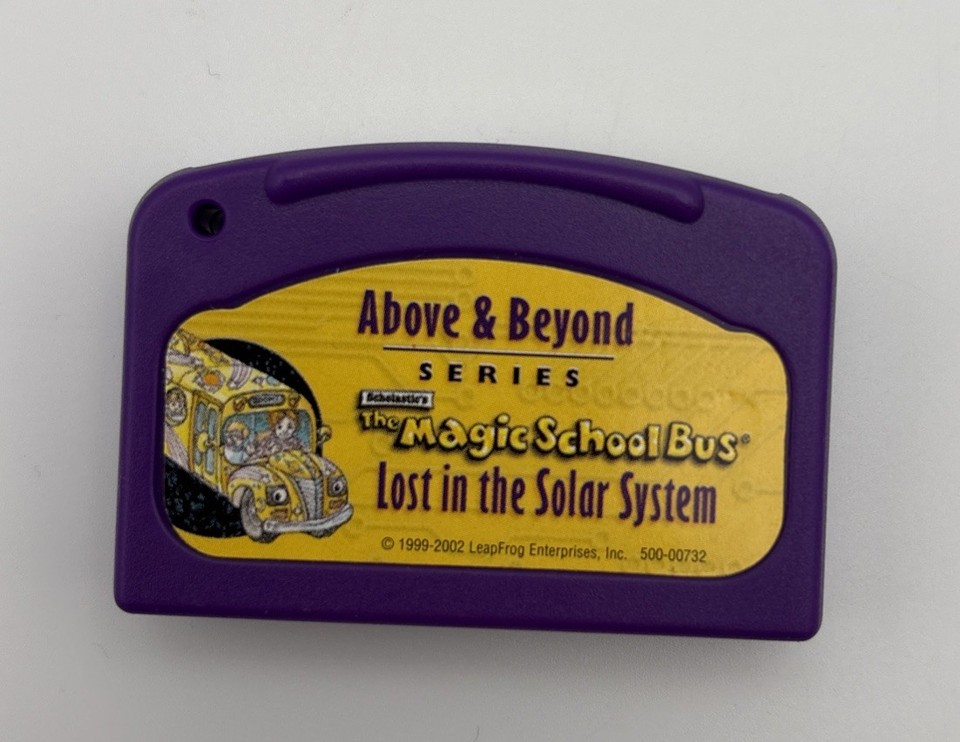 Above & Beyond
SERIES
Scholastic's
The Magic School Bus®
Lost in the Solar System
© 1999-2002 LeapFrog Enterprises, Inc. 500-00732